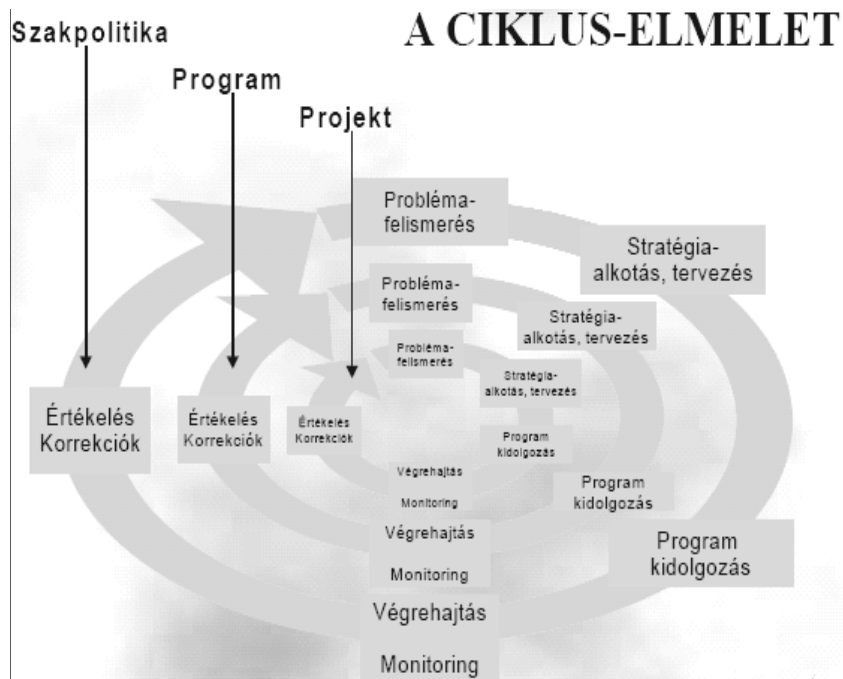 A CIKLUS-ELMELET
Szakpolitika
Program
Projekt
Probléma-
felismerés
Stratégia-
alkotás, tervezés
Probléma-
felismerés
Stratégia-
alkotás, tervezés
Probléma-
felismerés
Stratégia-
alkotás, tervezés
Értékelés
Korrekciók
Értékelés
Korrekciók
Értékelés
Korrekciók
Program
kidolgozás
Végrehajtás
Monitoring
Program
kidolgozás
Végrehajtás
Monitoring
Program
kidolgozás
Végrehajtás
Monitoring